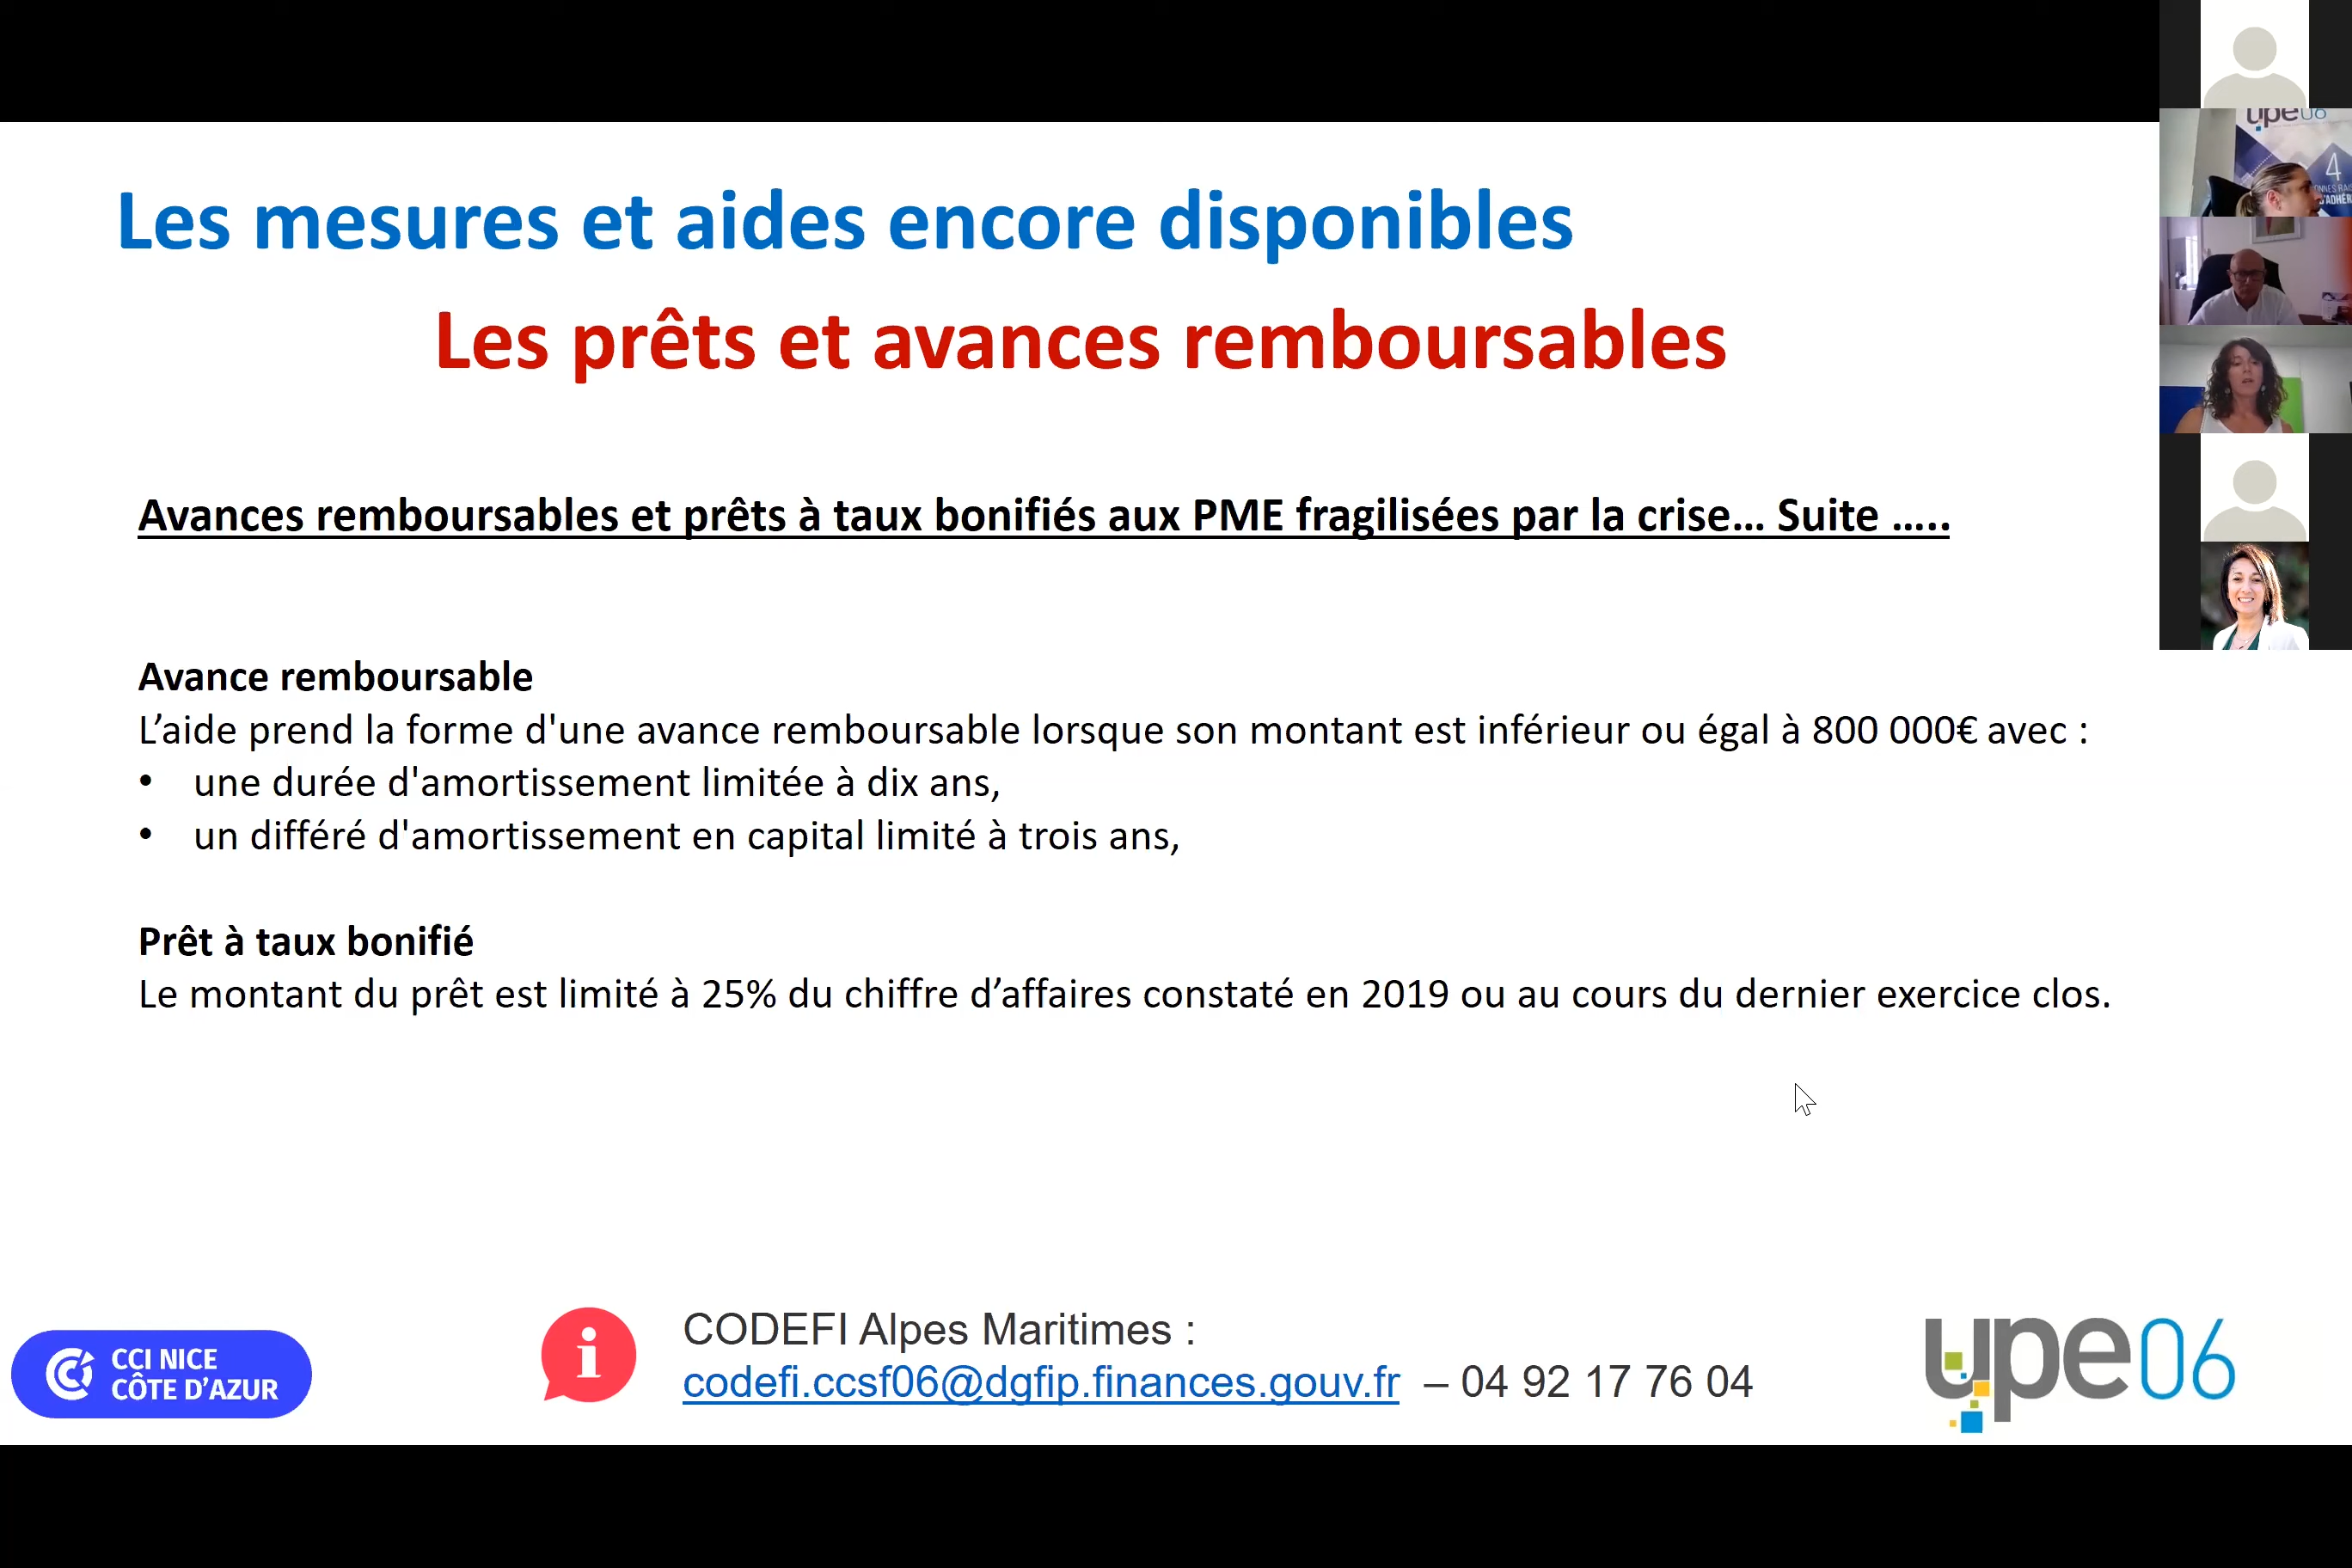 Les mesures et aides encore disponibles
Les prêts et avances remboursables
Avances remboursables et prêts à taux bonifiés aux PME fragilisées par la crise... Suite .....
Avance remboursable
L’aide prend la forme d'une avance remboursable lorsque son montant est inférieur ou égal à 800 000€ avec :
• une durée d'amortissement limitée à dix ans,
• un différé d'amortissement en capital limité à trois ans,
Prêt à taux bonifié
Le montant du prêt est limité à 25% du chiffre d’affaires constaté en 2019 ou au cours du dernier exercice clos.
CODEFI Alpes Maritimes :
codefi.ccsf06@dgfip.finances.gouv.fr – 04 92 17 76 04
CCI NICE
CÔTE D’AZUR
upe06
upe06
4